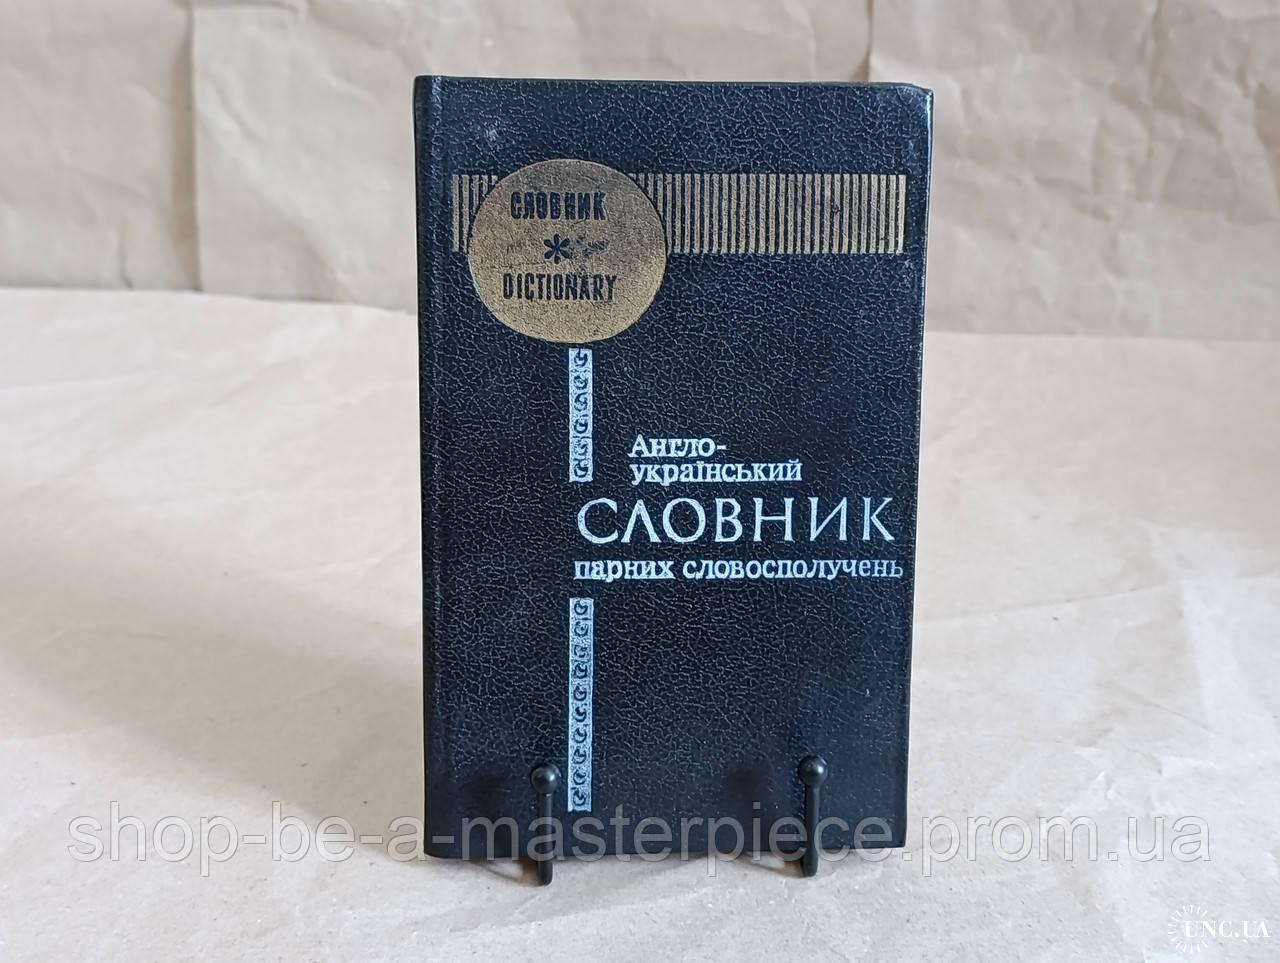 СЛОВНИК
DICTIONARY
Англо-
український
СЛОВНИК
парних словосполучень
shop-be-a-masterpiece.prom.ua
UNC.UA